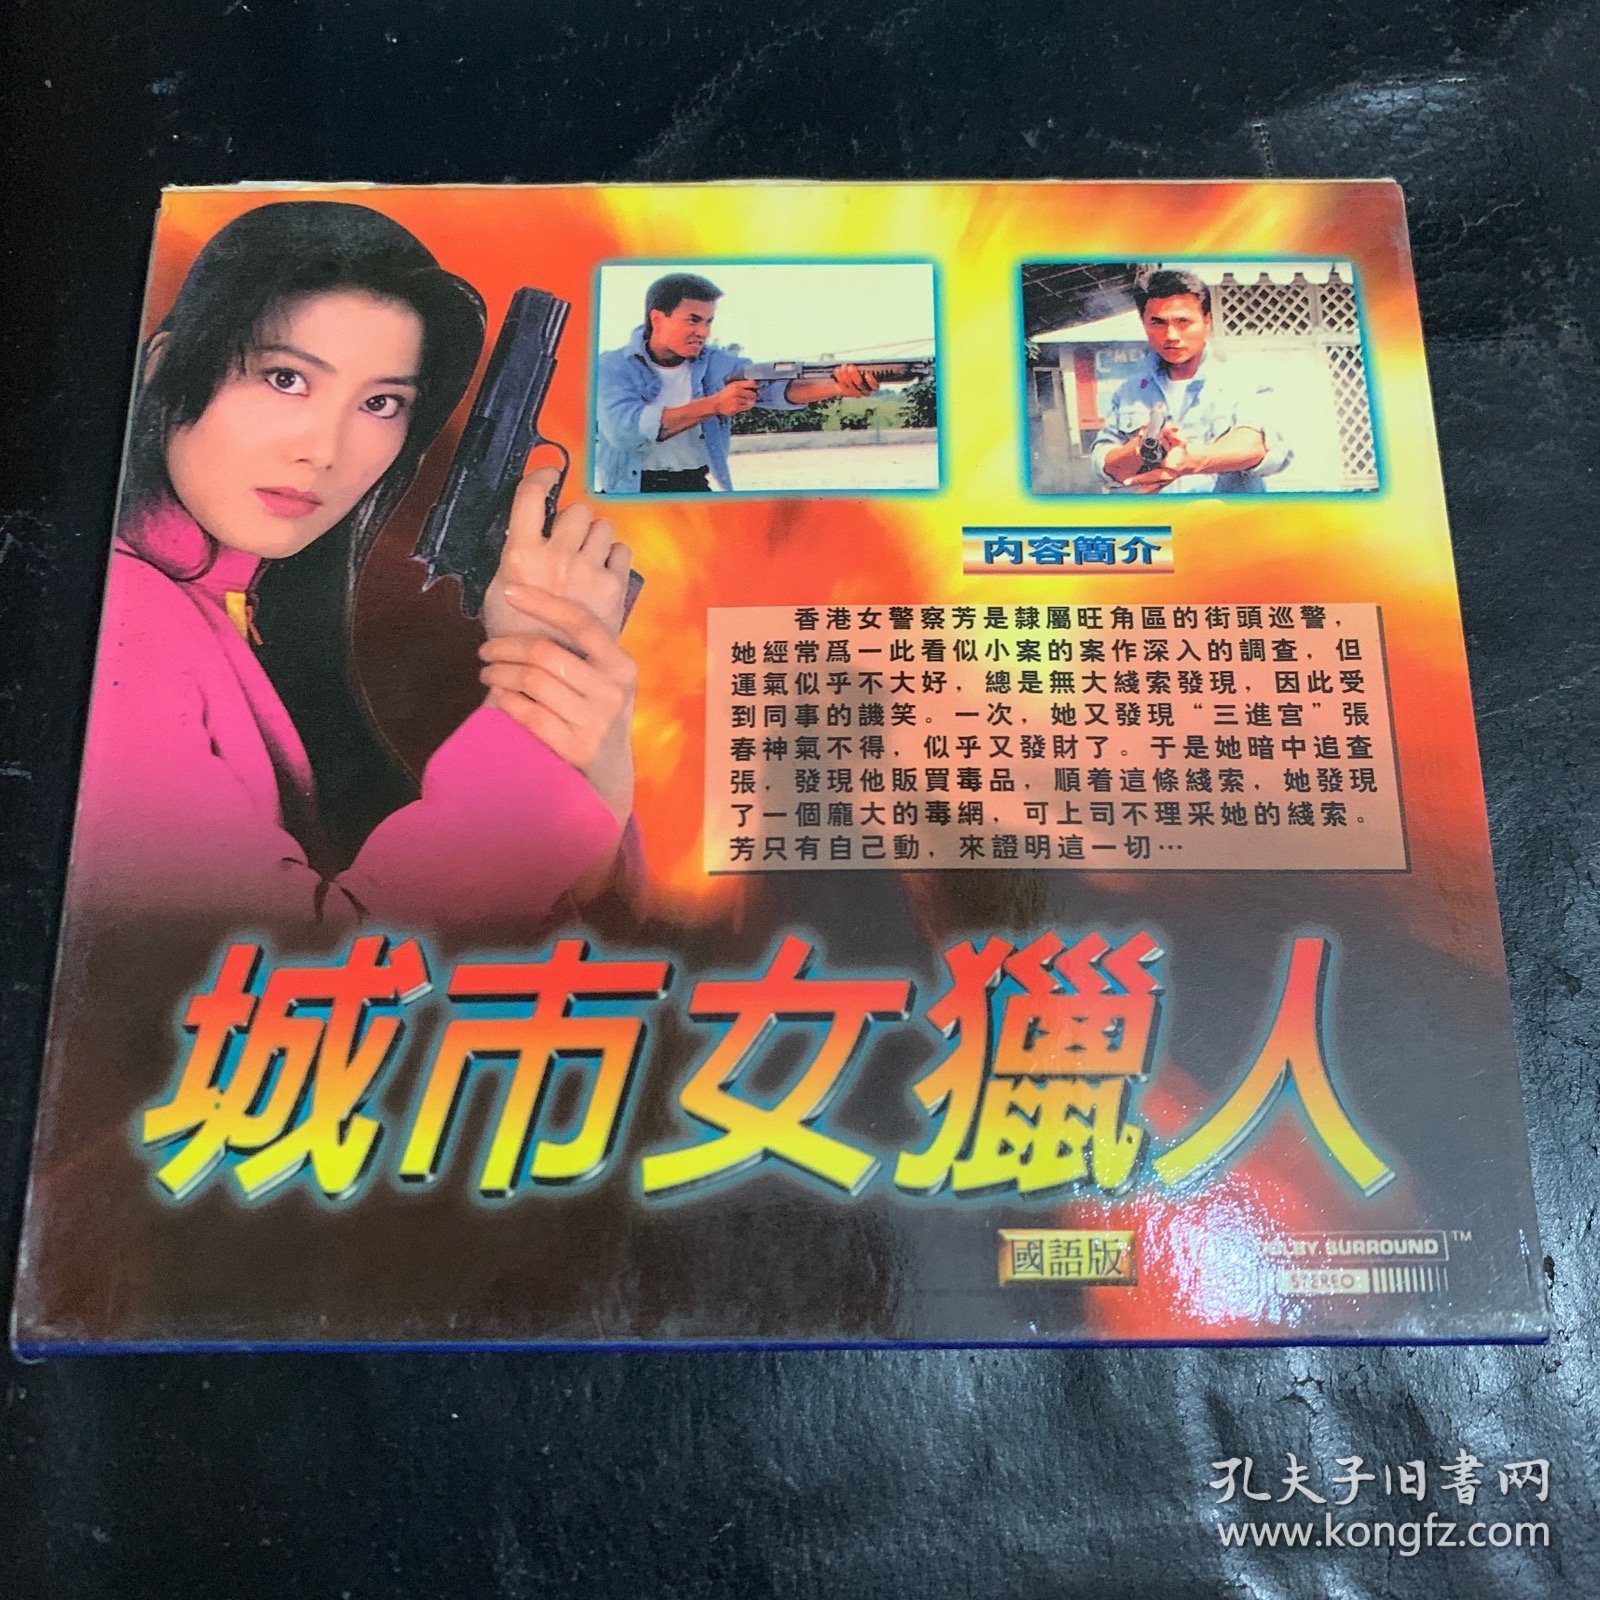 内容簡介
香港女警察芳是隸屬旺角區的街頭巡警，
她經常爲一此看似小案的案作深入的調查，但
運氣似乎不大好，總是無大綫索發現，因此受
到同事的譏笑。一次，她又發現“三進宮”張
春神氣不得，似乎又發財了。于是她暗中追查
張，發現他販買毒品，順着這條綫索，她發現
了一個龐大的毒網，可上司不理采她的綫索。
芳只有自己動，來證明這一切…
城市女獵人
國語版
DOLBY SURROUND TM
STEREO
孔夫子旧書网
www.kongfz.com